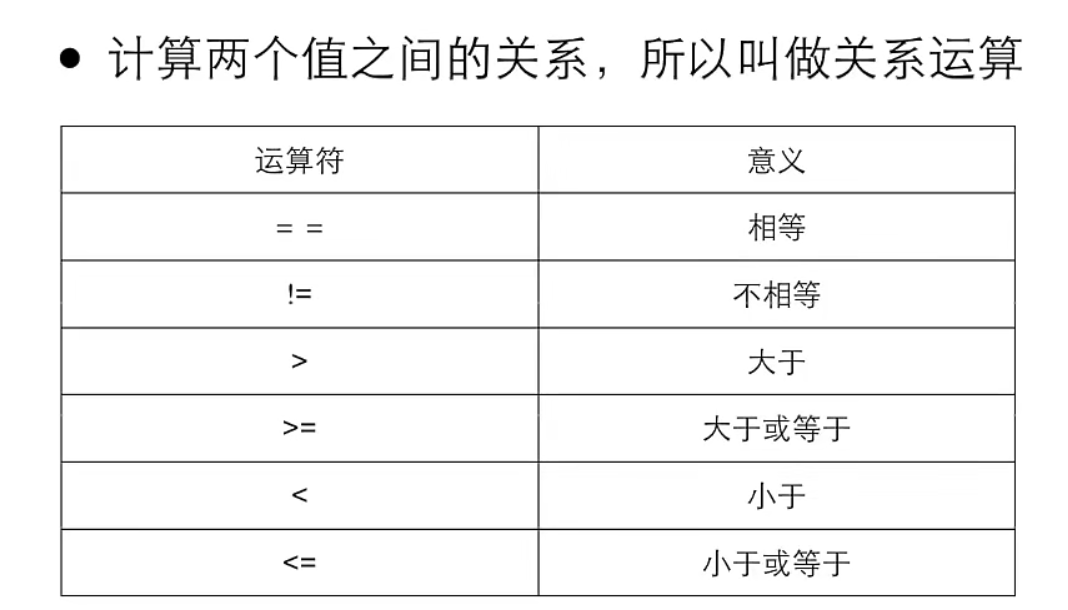 ● 计算两个值之间的关系，所以叫做关系运算
运算符 意义
= = 相等
!= 不相等
> 大于
>= 大于或等于
< 小于
<= 小于或等于